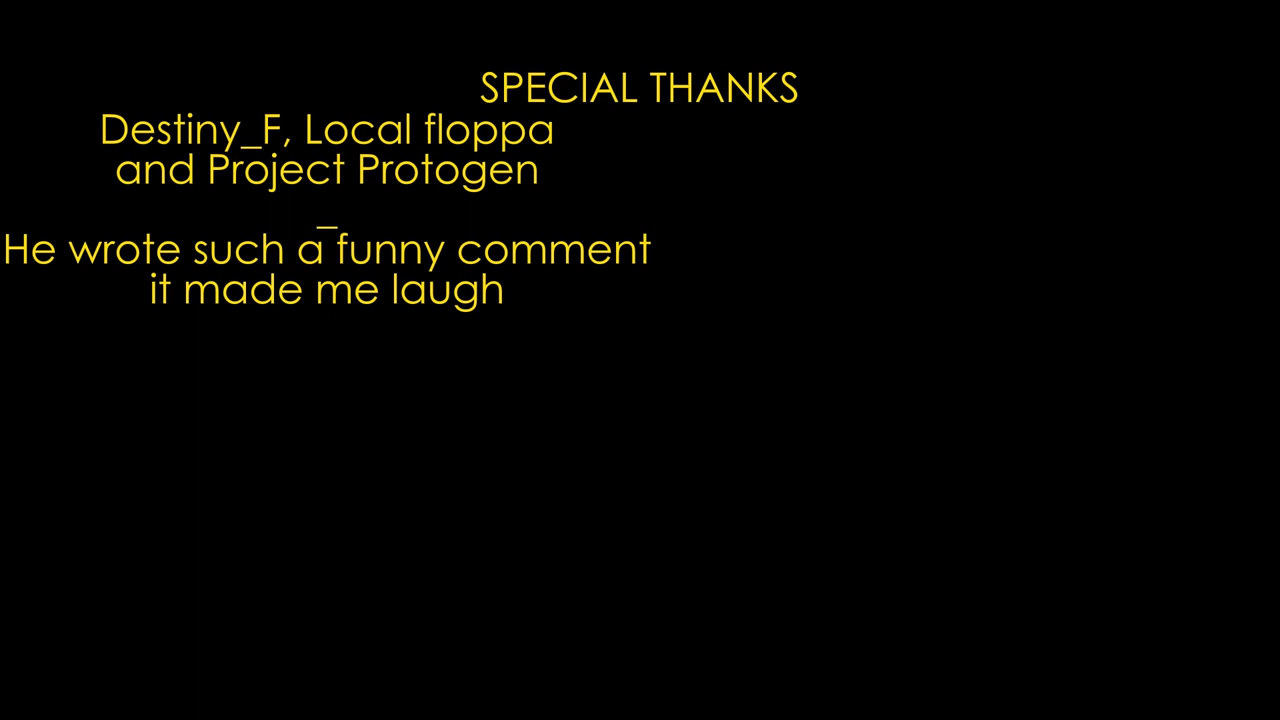 SPECIAL THANKS
Destiny_F, Local floppa
and Project Protogen
_
He wrote such a funny comment
it made me laugh